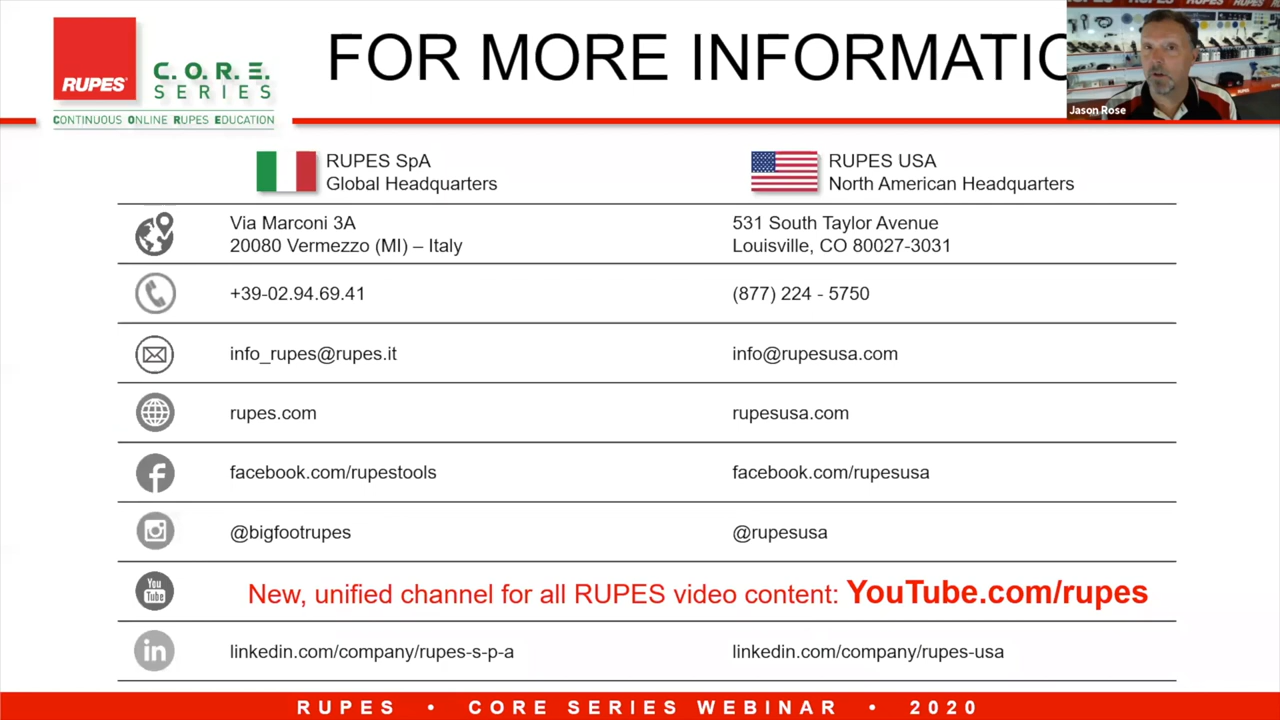 RUPES
C.O.R.E.
SERIES
CONTINUOUS ONLINE RUPES EDUCATION
FOR MORE INFORMATIO
RUPES
Jason Rose
RUPES SpA
Global Headquarters
RUPES USA
North American Headquarters
Via Marconi 3A
20080 Vermezzo (MI) – Italy
531 South Taylor Avenue
Louisville, CO 80027-3031
+39-02.94.69.41
(877) 224 - 5750
info_rupes@rupes.it
info@rupesusa.com
rupes.com
rupesusa.com
facebook.com/rupestools
facebook.com/rupesusa
@bigfootrupes
@rupesusa
You
Tube
New, unified channel for all RUPES video content: YouTube.com/rupes
in
linkedin.com/company/rupes-s-p-a
linkedin.com/company/rupes-usa
RUPES • CORE SERIES WEBINAR • 2020